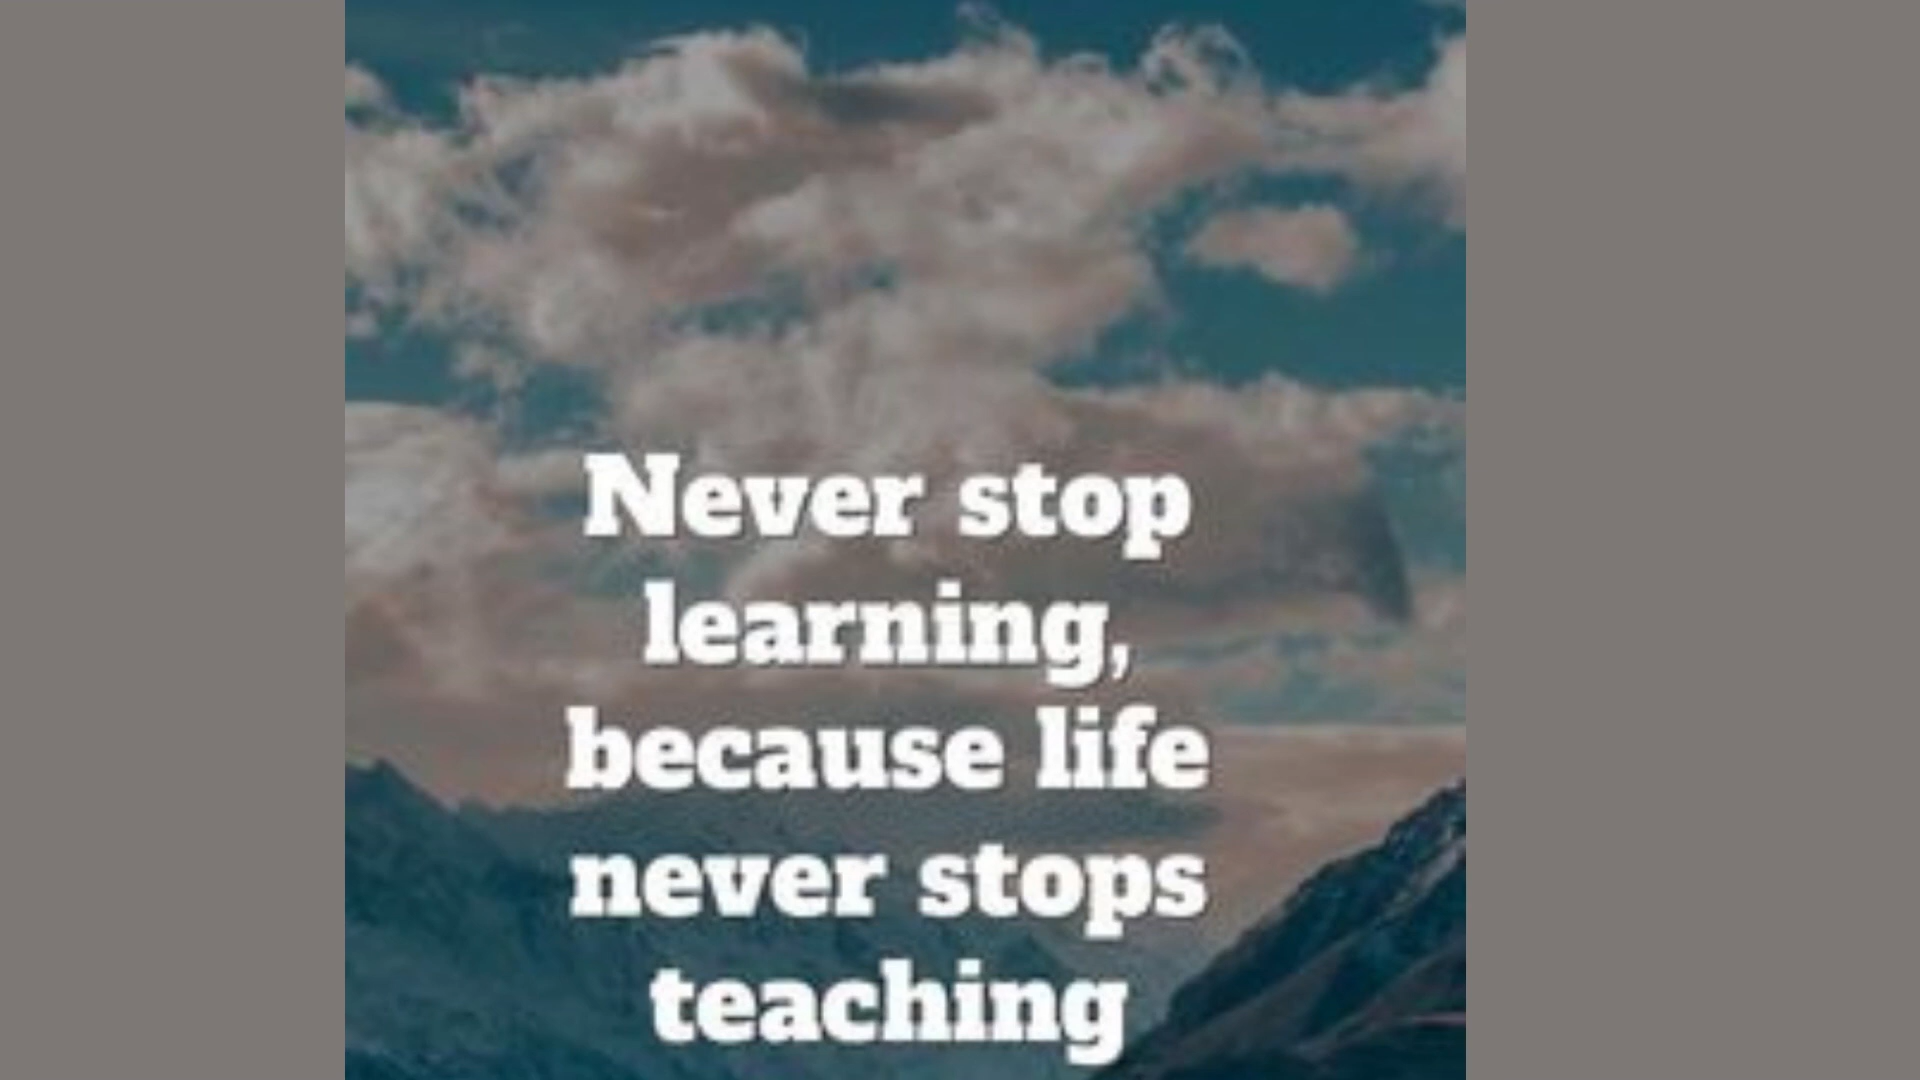 Never stop
learning,
because life
never stops
teaching